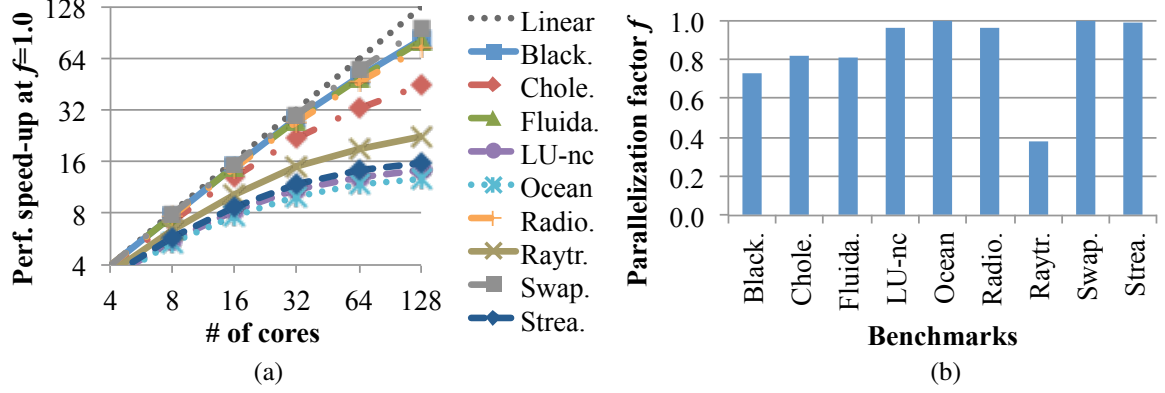 Perf. speed-up at f=1.0
128
64
32
16
8
4
4 8 16 32 64 128
# of cores
(a)
Linear
Black.
Chole.
Fluida.
LU-nc
Ocean
Radio.
Raytr.
Swap.
Strea.
Parallelization factor f
1.0
0.8
0.6
0.4
0.2
0.0
Black.
Chole.
Fluida.
LU-nc
Ocean
Radio.
Raytr.
Swap.
Strea.
Benchmarks
(b)